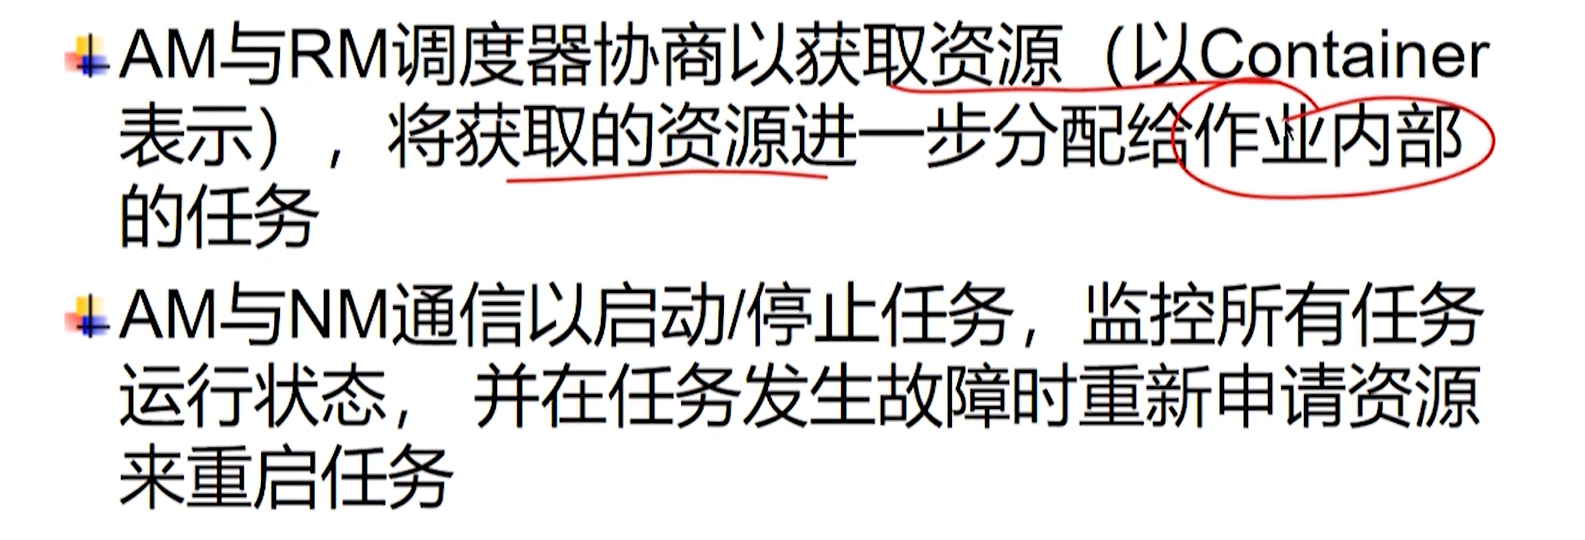 AM与RM调度器协商以获取资源（以Container
表示），将获取的资源进一步分配给作业内部
的任务
AM与NM通信以启动/停止任务，监控所有任务
运行状态， 并在任务发生故障时重新申请资源
来重启任务